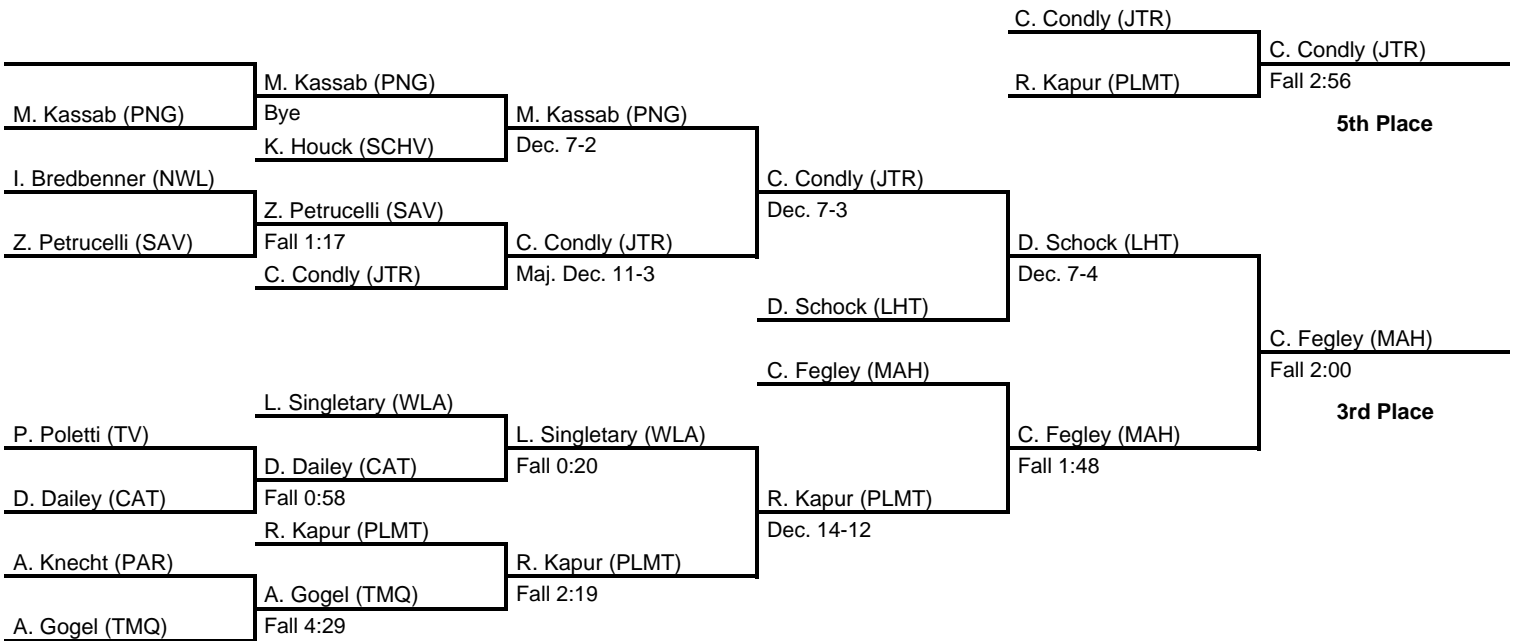 C. Condly (JTR)
C. Condly (JTR)
M. Kassab (PNG)
R. Kapur (PLMT)
Fall 2:56
M. Kassab (PNG)
Bye
M. Kassab (PNG)
5th Place
K. Houck (SCHV)
Dec. 7-2
I. Bredbenner (NWL)
C. Condly (JTR)
Z. Petrucelli (SAV)
Dec. 7-3
Z. Petrucelli (SAV)
Fall 1:17
C. Condly (JTR)
D. Schock (LHT)
C. Condly (JTR)
Maj. Dec. 11-3
Dec. 7-4
D. Schock (LHT)
C. Fegley (MAH)
C. Fegley (MAH)
Fall 2:00
L. Singletary (WLA)
3rd Place
P. Poletti (TV)
L. Singletary (WLA)
C. Fegley (MAH)
D. Dailey (CAT)
Fall 0:20
Fall 1:48
D. Dailey (CAT)
Fall 0:58
R. Kapur (PLMT)
R. Kapur (PLMT)
Dec. 14-12
A. Knecht (PAR)
R. Kapur (PLMT)
A. Gogel (TMQ)
Fall 2:19
A. Gogel (TMQ)
Fall 4:29